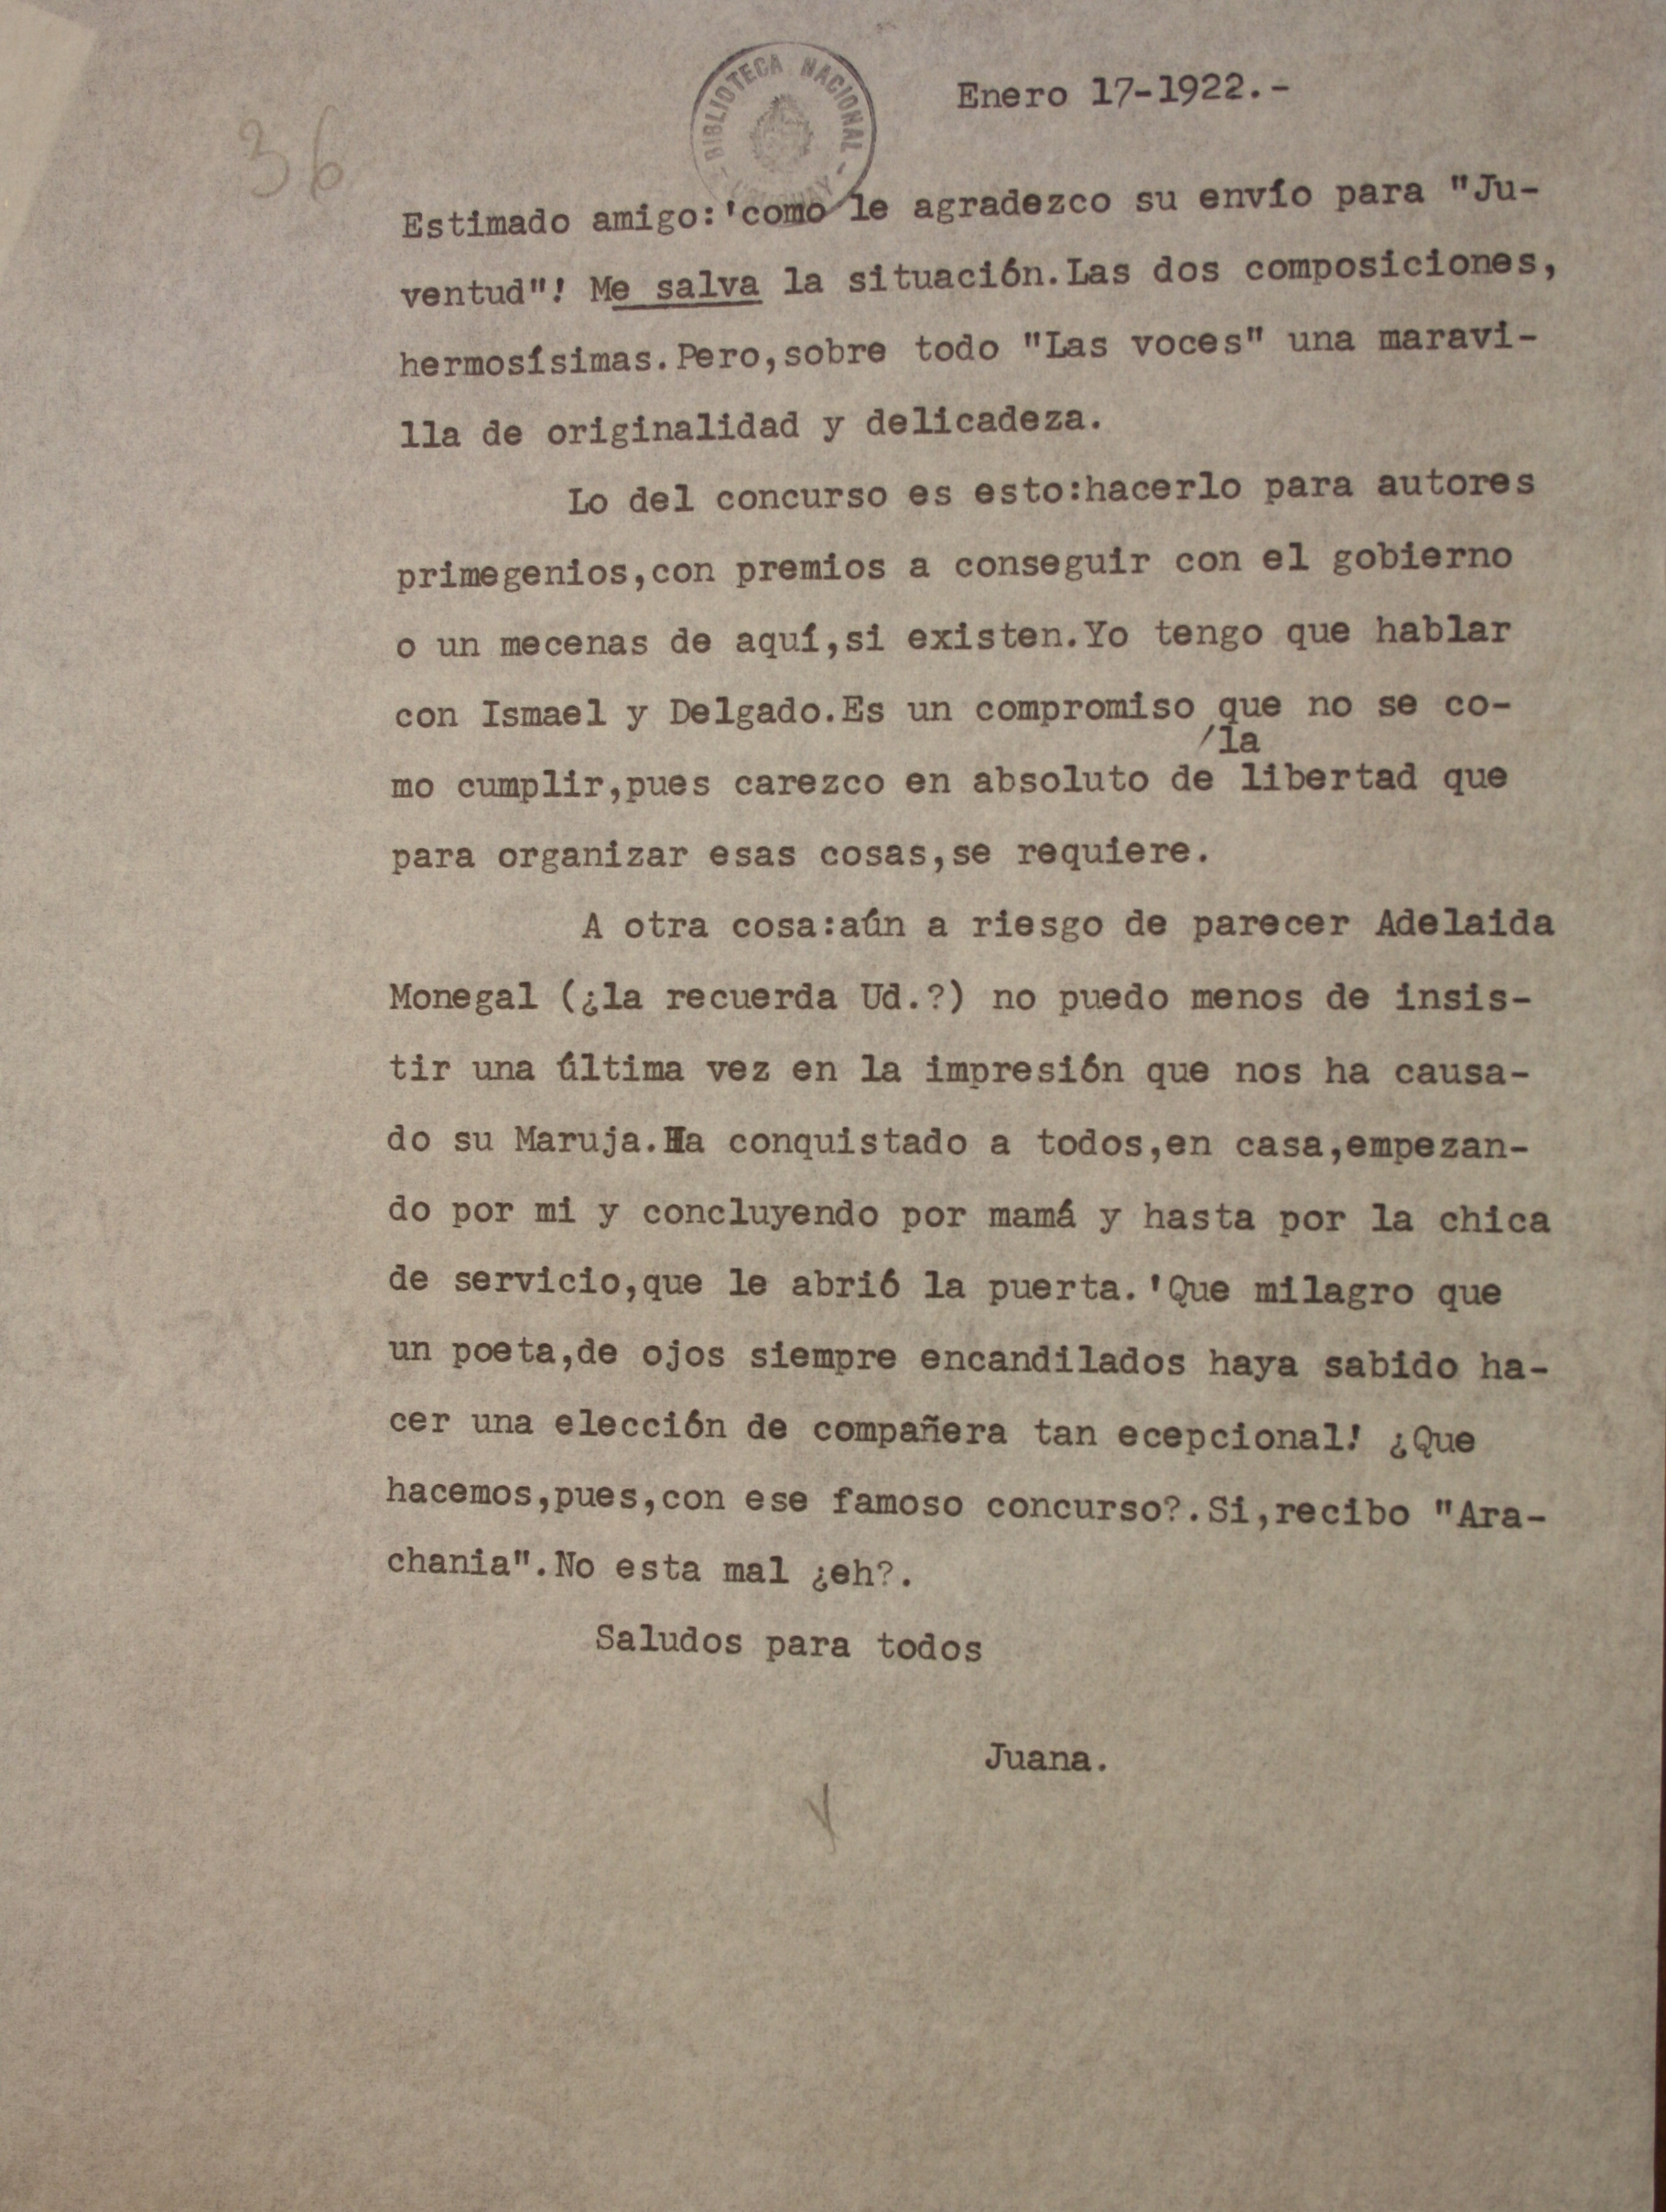 BIBLIOTECA NACIONAL
Enero 17-1922.-
36
Estimado amigo:'como le agradezco su envío para "Ju-
ventud"! Me salva la situación.Las dos composiciones,
hermosísimas.Pero,sobre todo "Las voces" una maravi-
lla de originalidad y delicadeza.
Lo del concurso es esto:hacerlo para autores
primegenios,con premios a conseguir con el gobierno
o un mecenas de aquí,si existen.Yo tengo que hablar
con Ismael y Delgado.Es un compromiso que no se co-
/la
mo cumplir,pues carezco en absoluto de libertad que
para organizar esas cosas,se requiere.
A otra cosa:aún a riesgo de parecer Adelaida
Monegal (¿la recuerda Ud.?) no puedo menos de insis-
tir una última vez en la impresión que nos ha causa-
do su Maruja.Ha conquistado a todos,en casa,empezan-
do por mi y concluyendo por mamá y hasta por la chica
de servicio,que le abrió la puerta.'Que milagro que
un poeta,de ojos siempre encandilados haya sabido ha-
cer una elección de compañera tan ecepcional! ¿Que
hacemos,pues,con ese famoso concurso?.Si,recibo "Ara-
chania".No esta mal ¿eh?.
Saludos para todos
Juana.